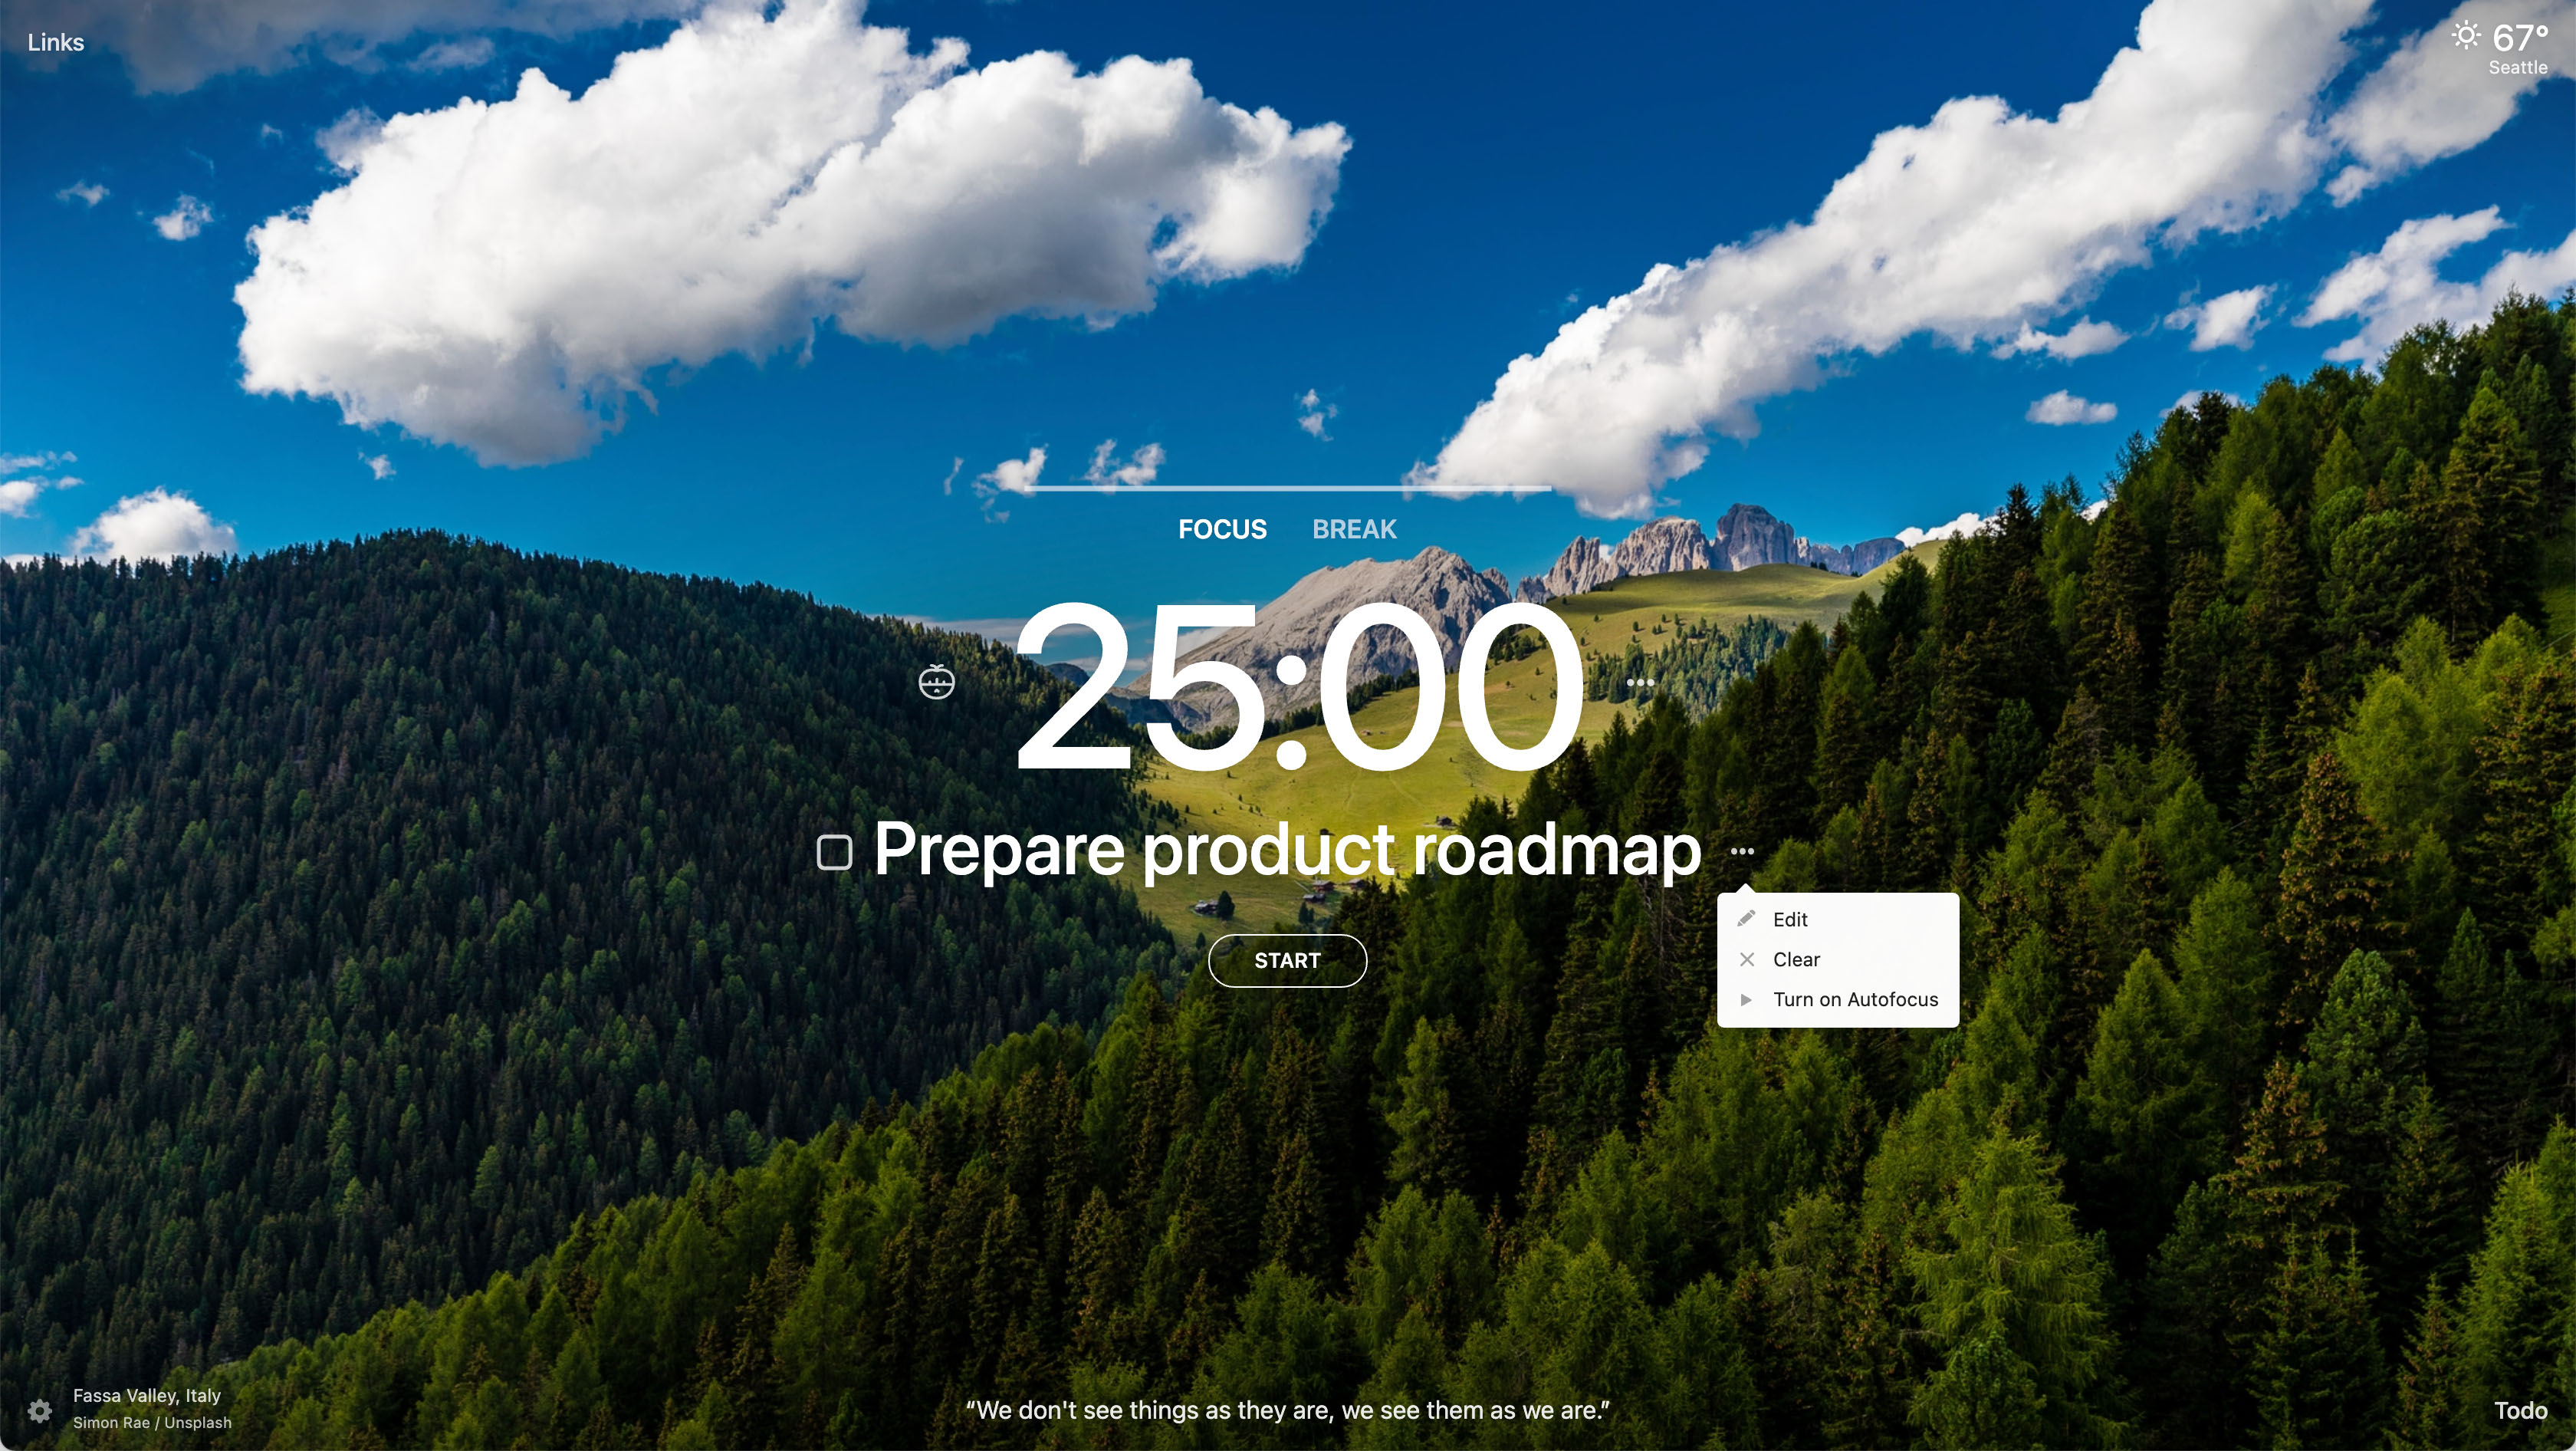 Links
67°
Seattle
FOCUS BREAK
25:00
Prepare product roadmap
Edit
Clear
Turn on Autofocus
START
Fassa Valley, Italy
Simon Rae / Unsplash
“We don't see things as they are, we see them as we are.”
Todo